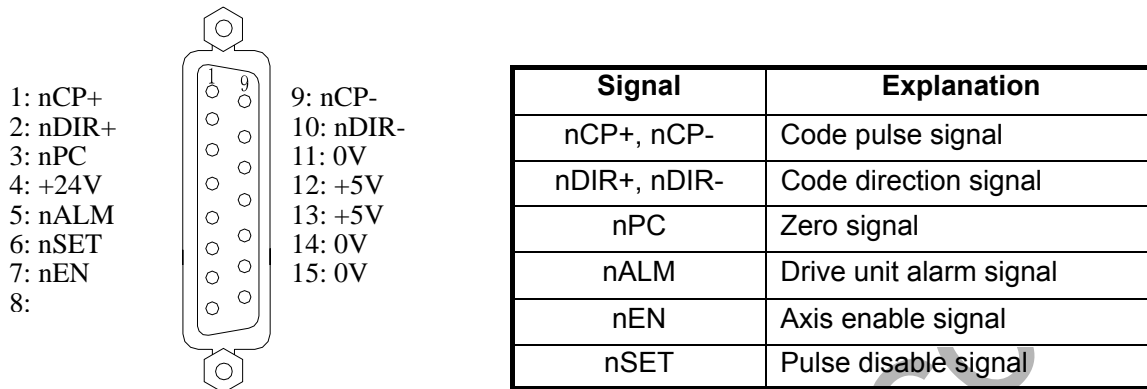 1: nCP+
2: nDIR+
3: nPC
4: +24V
5: nALM
6: nSET
7: nEN
8:
1
9
9: nCP-
10: nDIR-
11: 0V
12: +5V
13: +5V
14: 0V
15: 0V
Signal Explanation
nCP+, nCP- Code pulse signal
nDIR+, nDIR- Code direction signal
nPC Zero signal
nALM Drive unit alarm signal
nEN Axis enable signal
nSET Pulse disable signal